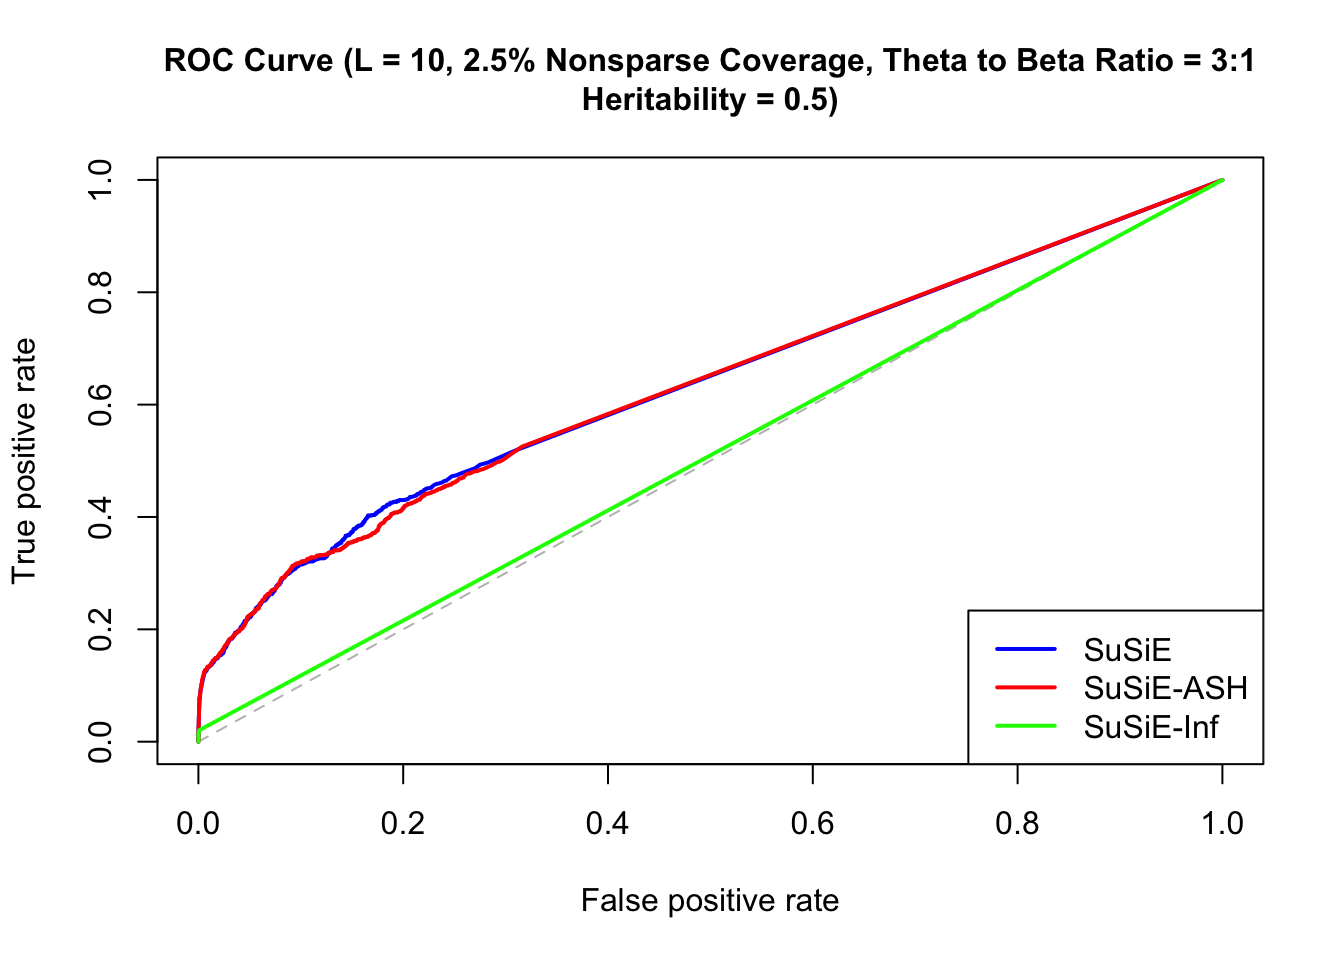 ROC Curve (L = 10, 2.5% Nonsparse Coverage, Theta to Beta Ratio = 3:1
Heritability = 0.5)
True positive rate
1.0
0.8
0.6
0.4
0.2
0.0
SuSiE
SuSiE-ASH
SuSiE-Inf
0.0 0.2 0.4 0.6 0.8 1.0
False positive rate